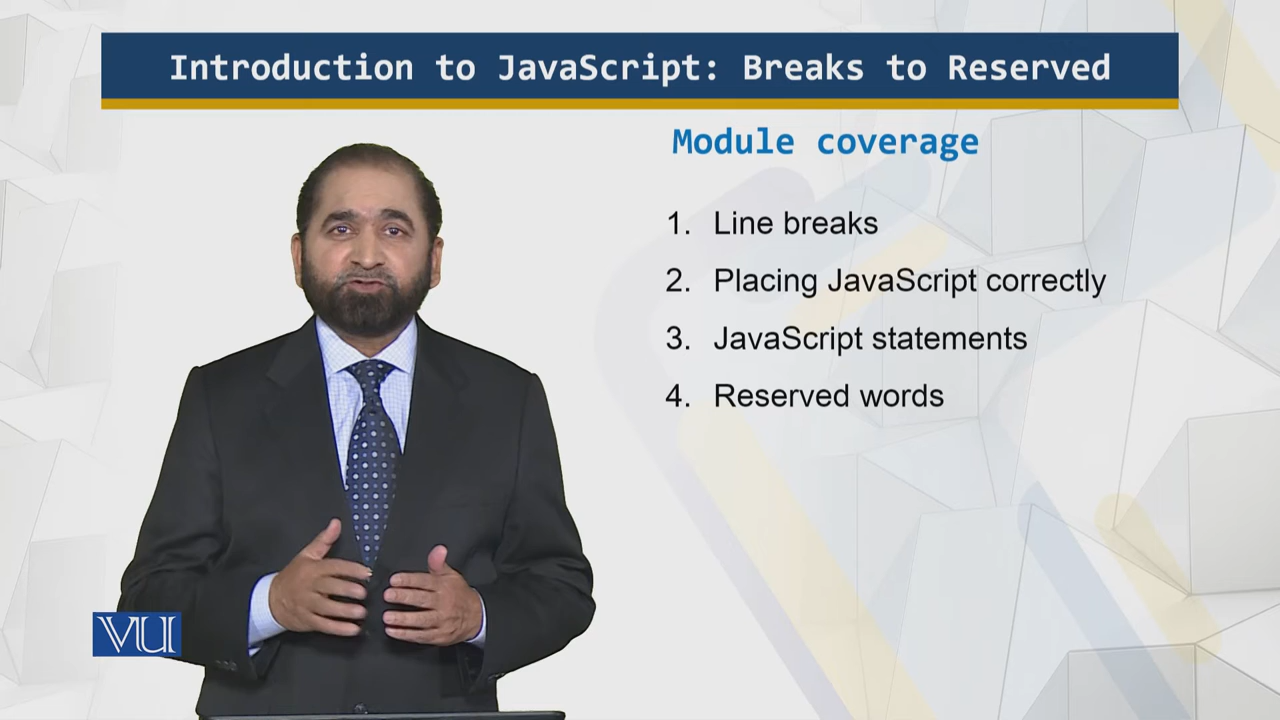 Introduction to JavaScript: Breaks to Reserved
Module coverage
1. Line breaks
2. Placing JavaScript correctly
3. JavaScript statements
4. Reserved words
VU